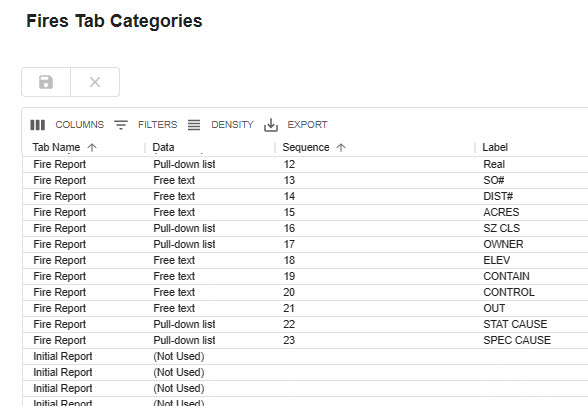 Fires Tab Categories
COLUMNS FILTERS DENSITY EXPORT
Tab Name Data Sequence Label
Fire Report Pull-down list 12 Real
Fire Report Free text 13 SO#
Fire Report Free text 14 DIST#
Fire Report Free text 15 ACRES
Fire Report Pull-down list 16 SZ CLS
Fire Report Pull-down list 17 OWNER
Fire Report Free text 18 ELEV
Fire Report Free text 19 CONTAIN
Fire Report Free text 20 CONTROL
Fire Report Free text 21 OUT
Fire Report Pull-down list 22 STAT CAUSE
Fire Report Pull-down list 23 SPEC CAUSE
Initial Report (Not Used)
Initial Report (Not Used)
Initial Report (Not Used)
Initial Report (Not Used)